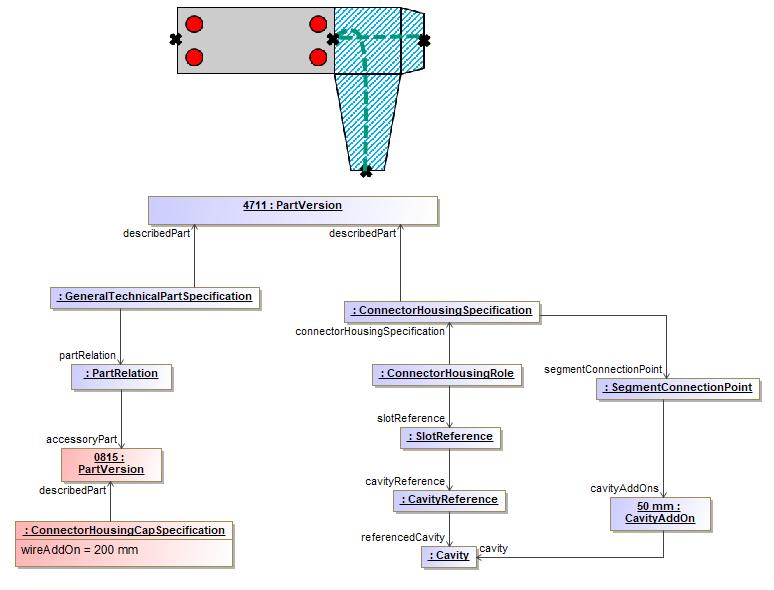 4711 : PartVersion
describedPart
describedPart
: GeneralTechnicalPartSpecification
: ConnectorHousingSpecification
connectorHousingSpecification
partRelation
segmentConnectionPoint
: PartRelation
: ConnectorHousingRole
: SegmentConnectionPoint
slotReference
accessoryPart
: SlotReference
0815 :
PartVersion
describedPart
cavityReference
cavityAddOns
: CavityReference
50 mm :
CavityAddOn
: ConnectorHousingCapSpecification
wireAddOn = 200 mm
referencedCavity
cavity
: Cavity